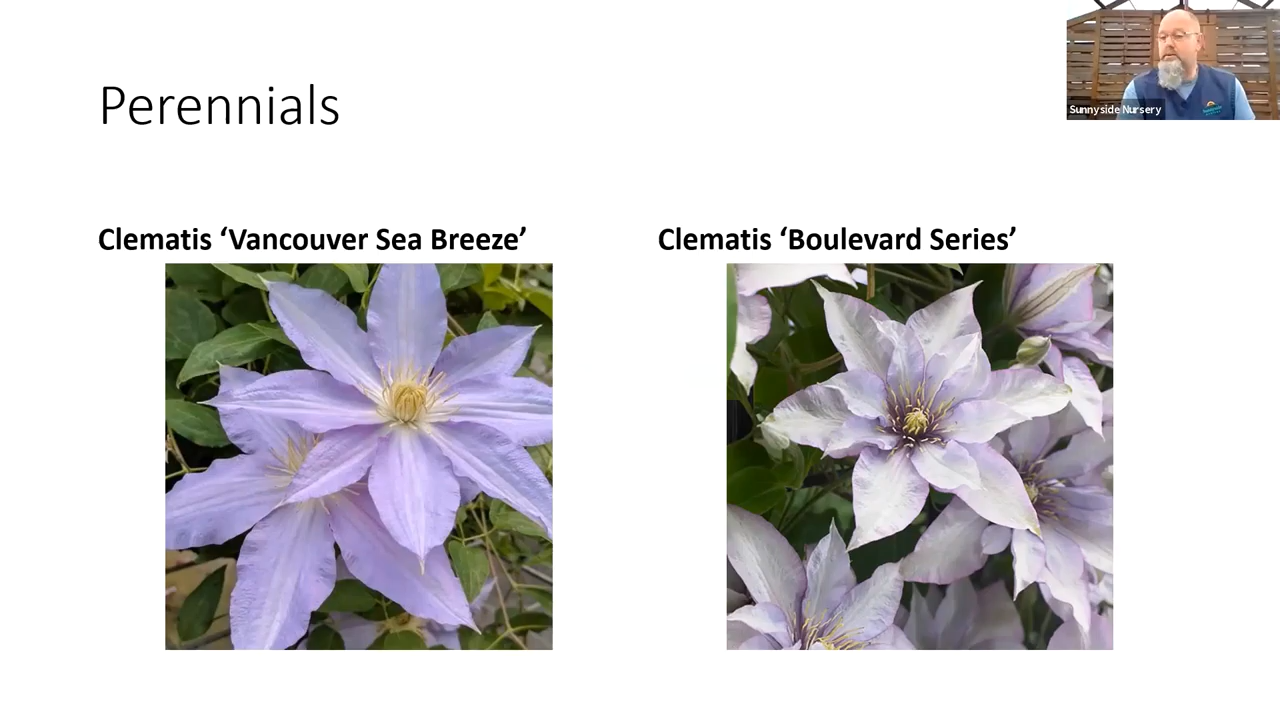 Perennials
Sunnyside Nursery
Clematis ‘Vancouver Sea Breeze’
Clematis ‘Boulevard Series’